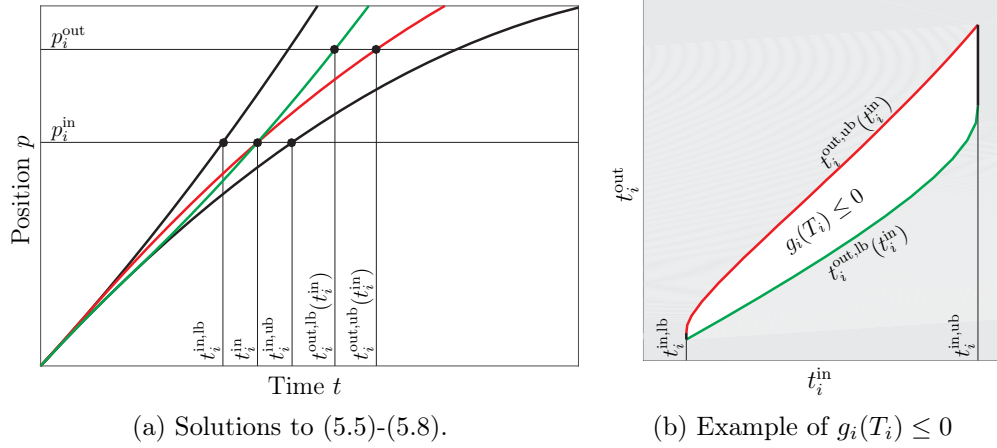 p_i^out
p_i^in
Position p
t_i^in,lb
t_i^in
t_i^in,ub
t_i^out,lb(t_i^in)
t_i^out,ub(t_i^in)
Time t
(a) Solutions to (5.5)-(5.8).
t_i^out
t_i^out,ub(t_i^in)
g_i(T_i) ≤ 0
t_i^out,lb(t_i^in)
t_i^in,lb
t_i^in,ub
t_i^in
(b) Example of g_i(T_i) ≤ 0